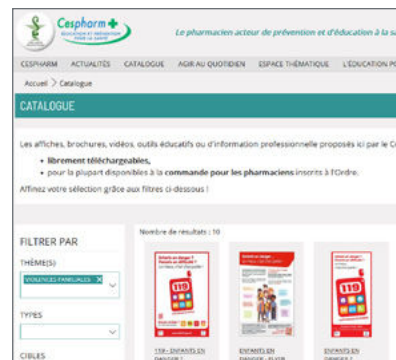 Cespharm
ÉDUCATION ET PRÉVENTION
POUR LA SANTÉ
Le pharmacien acteur de prévention et d'éducation à la sa
CESPHARM ACTUALITÉS CATALOGUE AGIR AU QUOTIDIEN ESPACE THÉMATIQUE L'ÉDUCATION PO
Accueil > Catalogue
CATALOGUE
Les affiches, brochures, vidéos, outils éducatifs ou d'information professionnelle proposés ici par le C
• librement téléchargeables,
• pour la plupart disponibles à la commande pour les pharmaciens inscrits à l'Ordre.
Affinez votre sélection grâce aux filtres ci-dessous !
Nombre de résultats : 10
FILTRER PAR
THÈME(S)
VIOLENCES FAMILIALES X
TYPES
CIBLES
119
119
119 - ENFANTS EN
DANGER ?
ENFANTS EN
DANGER
ENFANTS EN
DANGER ?